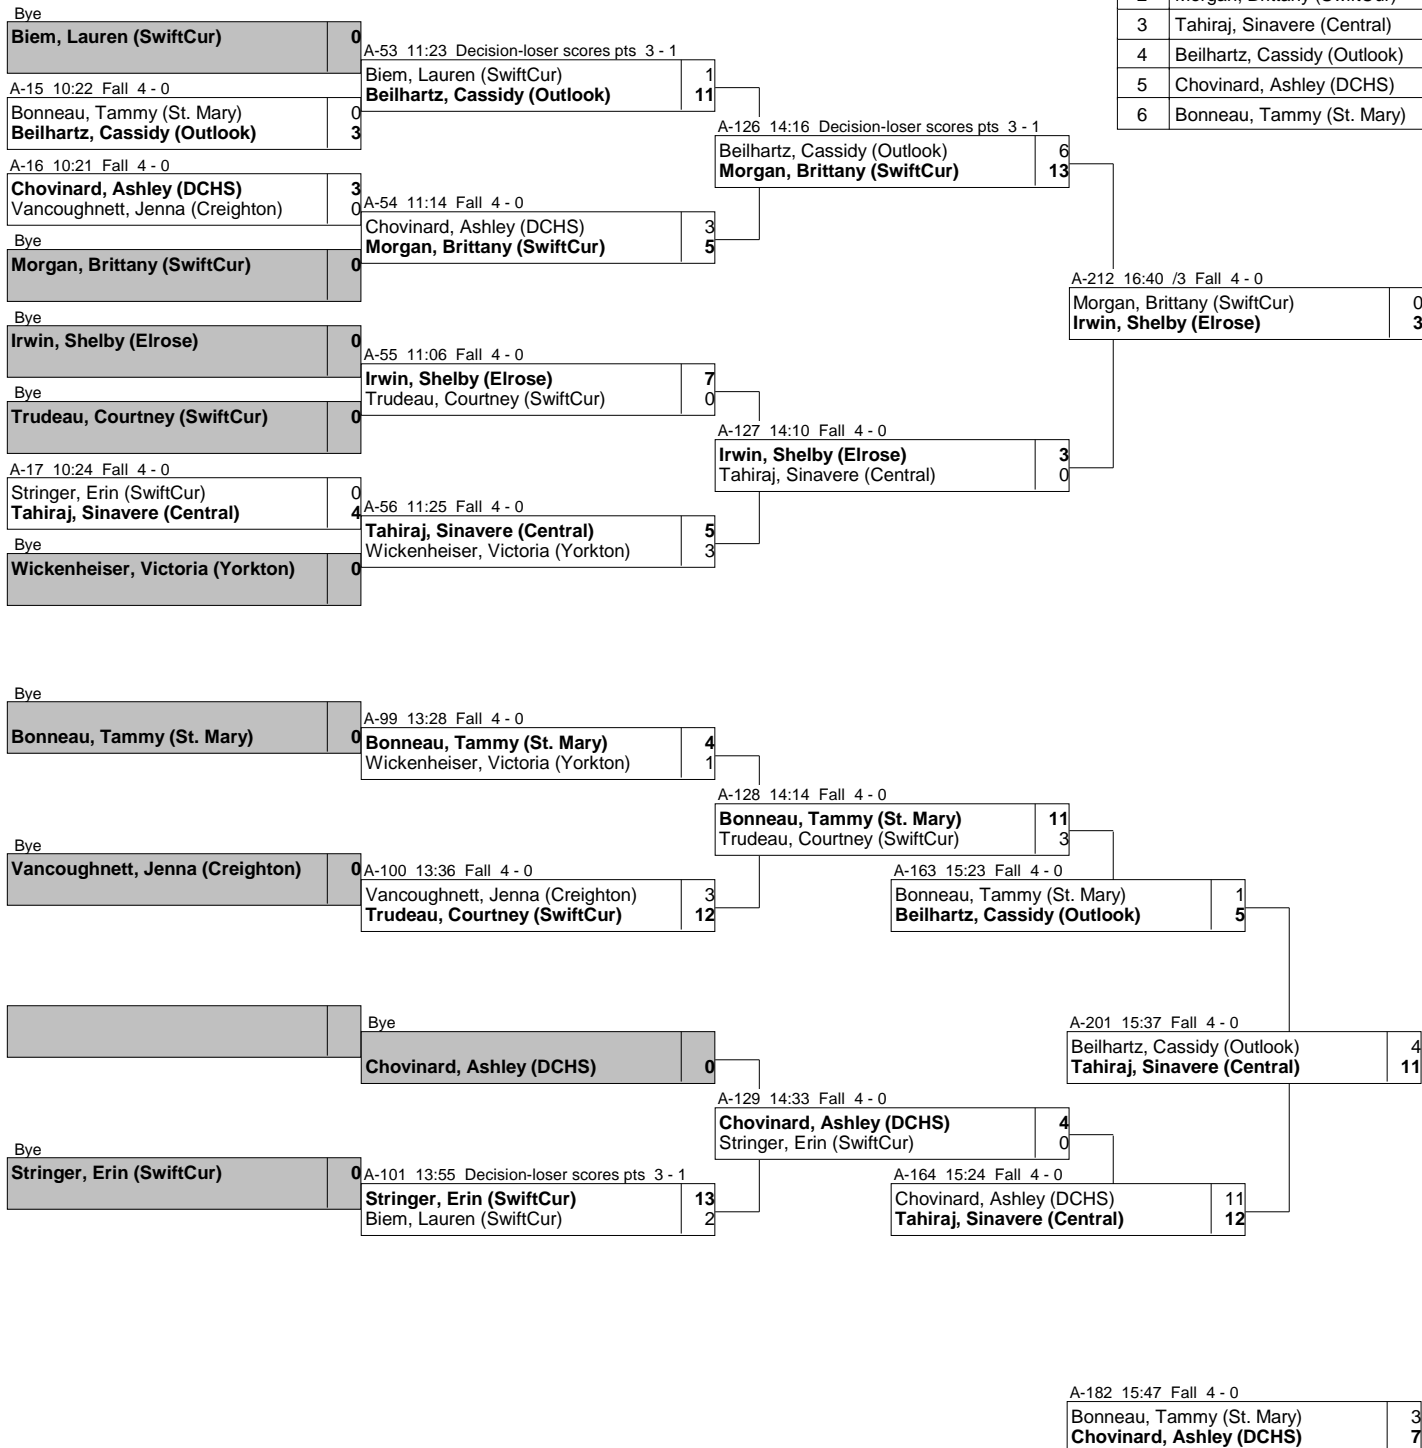 2 Morgan, Brittany (SwiftCur)
3 Tahiraj, Sinavere (Central)
4 Beilhartz, Cassidy (Outlook)
5 Chovinard, Ashley (DCHS)
6 Bonneau, Tammy (St. Mary)
Bye
Biem, Lauren (SwiftCur) 0
A-15 10:22 Fall 4 - 0
Bonneau, Tammy (St. Mary) 0
Beilhartz, Cassidy (Outlook) 3
A-16 10:21 Fall 4 - 0
Chovinard, Ashley (DCHS) 3
Vancoughnett, Jenna (Creighton) 0
Bye
Morgan, Brittany (SwiftCur) 0
Bye
Irwin, Shelby (Elrose) 0
Bye
Trudeau, Courtney (SwiftCur) 0
A-17 10:24 Fall 4 - 0
Stringer, Erin (SwiftCur) 0
Tahiraj, Sinavere (Central) 4
Bye
Wickenheiser, Victoria (Yorkton) 0
A-53 11:23 Decision-loser scores pts 3 - 1
Biem, Lauren (SwiftCur) 1
Beilhartz, Cassidy (Outlook) 11
A-54 11:14 Fall 4 - 0
Chovinard, Ashley (DCHS) 3
Morgan, Brittany (SwiftCur) 5
A-55 11:06 Fall 4 - 0
Irwin, Shelby (Elrose) 7
Trudeau, Courtney (SwiftCur) 0
A-56 11:25 Fall 4 - 0
Tahiraj, Sinavere (Central) 5
Wickenheiser, Victoria (Yorkton) 3
A-126 14:16 Decision-loser scores pts 3 - 1
Beilhartz, Cassidy (Outlook) 6
Morgan, Brittany (SwiftCur) 13
A-127 14:10 Fall 4 - 0
Irwin, Shelby (Elrose) 3
Tahiraj, Sinavere (Central) 0
A-212 16:40 /3 Fall 4 - 0
Morgan, Brittany (SwiftCur) 0
Irwin, Shelby (Elrose) 3
Bye
Bonneau, Tammy (St. Mary) 0
Bye
Vancoughnett, Jenna (Creighton) 0
Bye
Stringer, Erin (SwiftCur) 0
A-99 13:28 Fall 4 - 0
Bonneau, Tammy (St. Mary) 4
Wickenheiser, Victoria (Yorkton) 1
A-100 13:36 Fall 4 - 0
Vancoughnett, Jenna (Creighton) 3
Trudeau, Courtney (SwiftCur) 12
Bye
Chovinard, Ashley (DCHS) 0
A-101 13:55 Decision-loser scores pts 3 - 1
Stringer, Erin (SwiftCur) 13
Biem, Lauren (SwiftCur) 2
A-128 14:14 Fall 4 - 0
Bonneau, Tammy (St. Mary) 11
Trudeau, Courtney (SwiftCur) 3
A-129 14:33 Fall 4 - 0
Chovinard, Ashley (DCHS) 4
Stringer, Erin (SwiftCur) 0
A-163 15:23 Fall 4 - 0
Bonneau, Tammy (St. Mary) 1
Beilhartz, Cassidy (Outlook) 5
A-164 15:24 Fall 4 - 0
Chovinard, Ashley (DCHS) 11
Tahiraj, Sinavere (Central) 12
A-201 15:37 Fall 4 - 0
Beilhartz, Cassidy (Outlook) 4
Tahiraj, Sinavere (Central) 11
A-182 15:47 Fall 4 - 0
Bonneau, Tammy (St. Mary) 3
Chovinard, Ashley (DCHS) 7